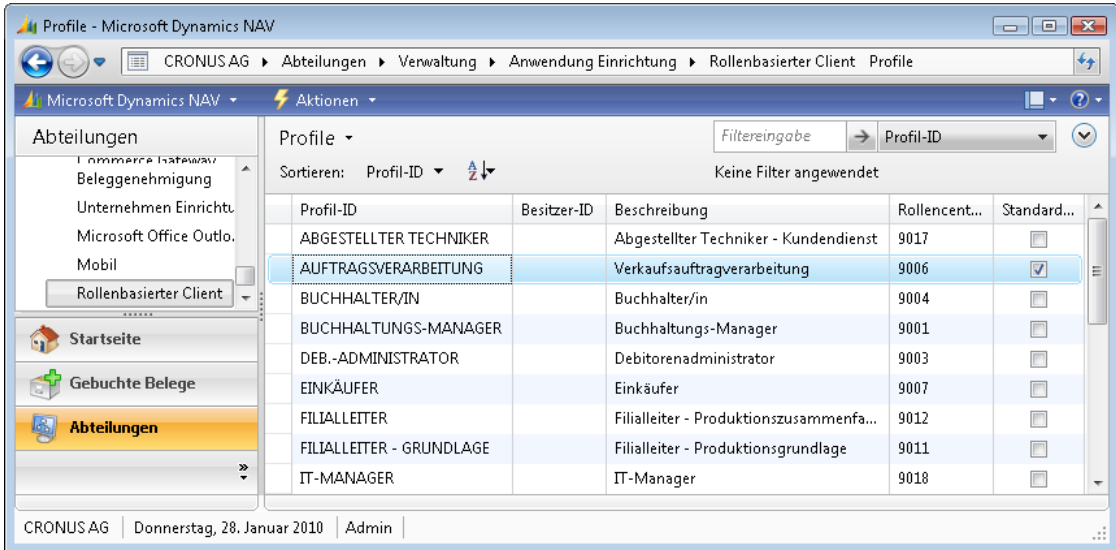 Profile - Microsoft Dynamics NAV
CRONUS AG ▸ Abteilungen ▸ Verwaltung ▸ Anwendung Einrichtung ▸ Rollenbasierter Client Profile
Microsoft Dynamics NAV Aktionen
Abteilungen
Commerce Gateway
Beleggenehmigung
Unternehmen Einrichtu
Microsoft Office Outlo.
Mobil
Rollenbasierter Client
Startseite
Gebuchte Belege
Abteilungen
Profile Filtereingabe Profil-ID
Sortieren: Profil-ID Keine Filter angewendet
Profil-ID Besitzer-ID Beschreibung Rollencent... Standard...
ABGESTELLTER TECHNIKER Abgestellter Techniker - Kundendienst 9017
AUFTRAGSVERARBEITUNG Verkaufsauftragverarbeitung 9006
BUCHHALTER/IN Buchhalter/in 9004
BUCHHALTUNGS-MANAGER Buchhaltungs-Manager 9001
DEB.-ADMINISTRATOR Debitorenadministrator 9003
EINKÄUFER Einkäufer 9007
FILIALLEITER Filialleiter - Produktionszusammenfa... 9012
FILIALLEITER - GRUNDLAGE Filialleiter - Produktionsgrundlage 9011
IT-MANAGER IT-Manager 9018
CRONUS AG Donnerstag, 28. Januar 2010 Admin